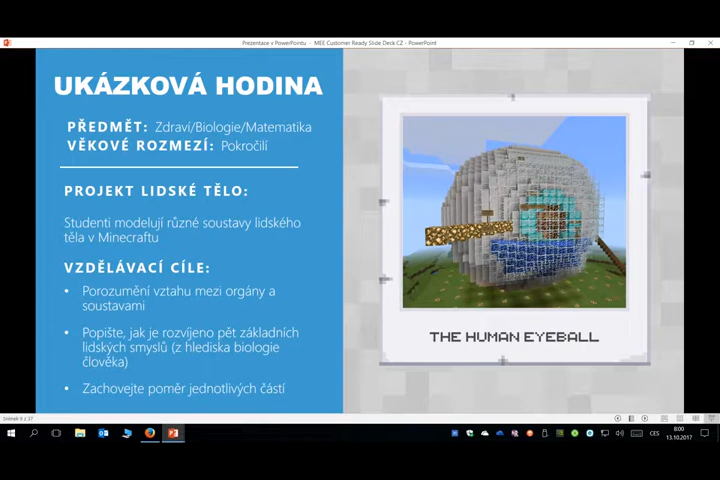 Prezentace v PowerPointu - MEE Customer Ready Slide Deck CZ - PowerPoint
UKÁZKOVÁ HODINA
PŘEDMĚT: Zdraví/Biologie/Matematika
VĚKOVÉ ROZMEZÍ: Pokročilí
PROJEKT LIDSKÉ TĚLO:
Studenti modelují různé soustavy lidského
těla v Minecraftu
VZDĚLÁVACÍ CÍLE:
• Porozumění vztahu mezi orgány a
soustavami
• Popište, jak je rozvíjeno pět základních
lidských smyslů (z hlediska biologie
člověka)
• Zachovejte poměr jednotlivých částí
THE HUMAN EYEBALL
Snímek 9 z 37
CES
8:00
13.10.2017